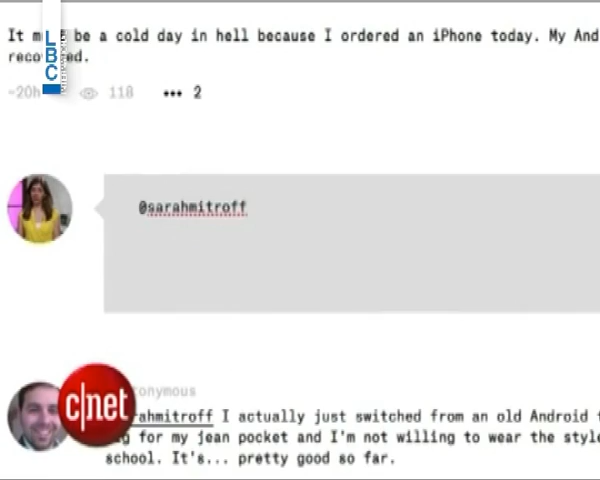 It m be a cold day in hell because I ordered an iPhone today. My And
reco ed.
LBC
~20h 118 ••• 2
@sarahmitroff
c|net
onymous
rahmitroff I actually just switched from an old Android
g for my jean pocket and I'm not willing to wear the style
school. It's... pretty good so far.